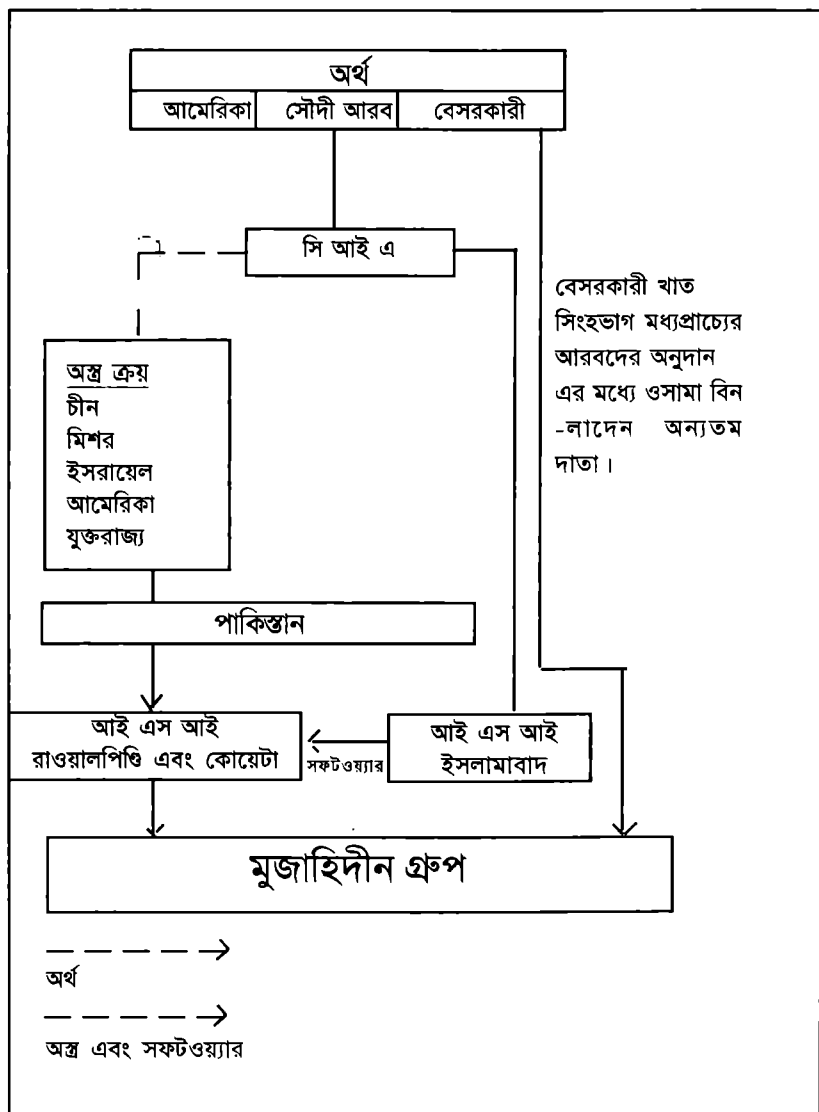 অর্থ
আমেরিকা সৌদী আরব বেসরকারী
সি আই এ
বেসরকারী খাত
সিংহভাগ মধ্যপ্রাচ্যের
আরবদের অনুদান
এর মধ্যে ওসামা বিন
-লাদেন অন্যতম
দাতা।
অস্ত্র ক্রয়
চীন
মিশর
ইসরায়েল
আমেরিকা
যুক্তরাজ্য
পাকিস্তান
আই এস আই
রাওয়ালপিণ্ডি এবং কোয়েটা
সফটওয়্যার
আই এস আই
ইসলামাবাদ
মুজাহিদীন গ্রুপ
অর্থ
অস্ত্র এবং সফটওয়্যার